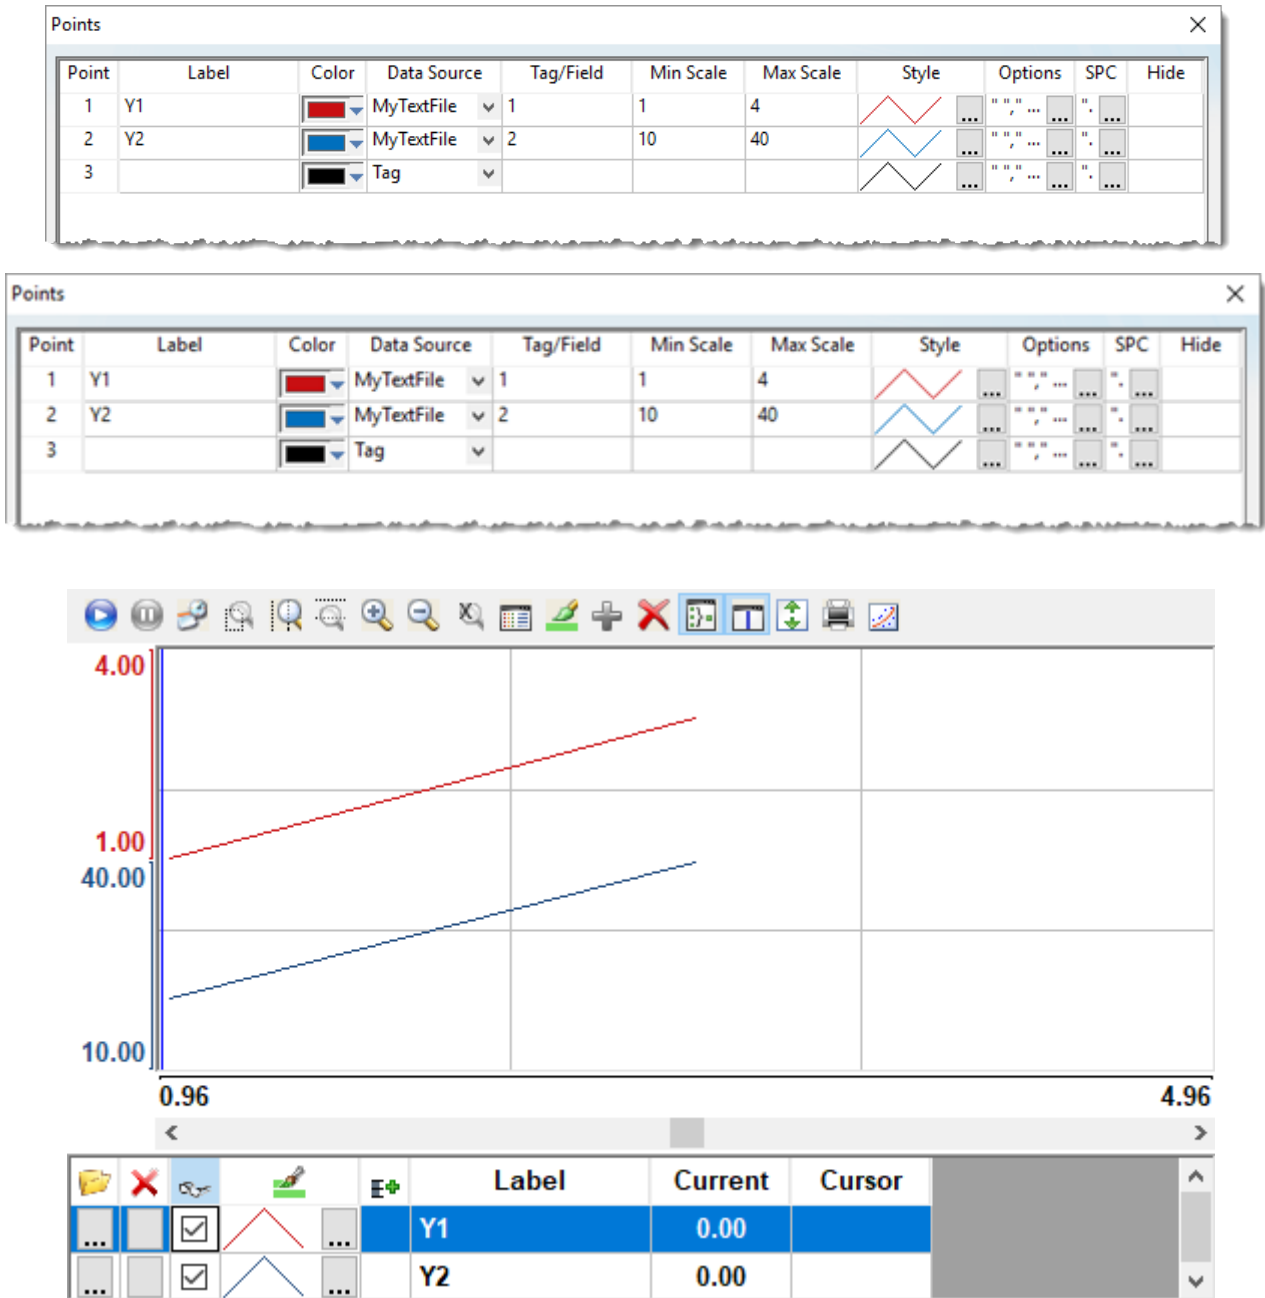 Points
Point Label Color Data Source Tag/Field Min Scale Max Scale Style Options SPC Hide
1 Y1 MyTextFile 1 1 4 ... " "," ... ... ". ...
2 Y2 MyTextFile 2 10 40 ... " "," ... ... ". ...
3 Tag ... " "," ... ... ". ...
Points
Point Label Color Data Source Tag/Field Min Scale Max Scale Style Options SPC Hide
1 Y1 MyTextFile 1 1 4 ... " "," ... ... ". ...
2 Y2 MyTextFile 2 10 40 ... " "," ... ... ". ...
3 Tag ... " "," ... ... ". ...
4.00
1.00
40.00
10.00
0.96 4.96
Label Current Cursor
... ... Y1 0.00
... ... Y2 0.00